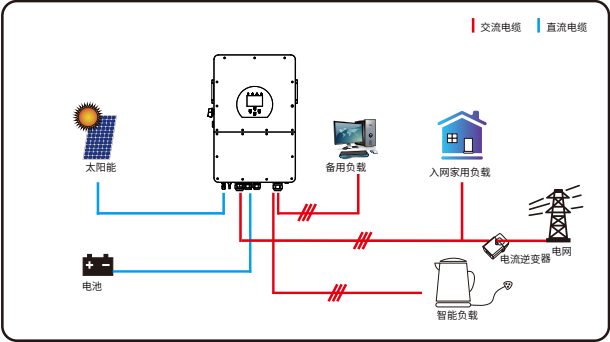 交流电缆 直流电缆
太阳能
备用负载
入网家用负载
电网
电流逆变器
电池
智能负载